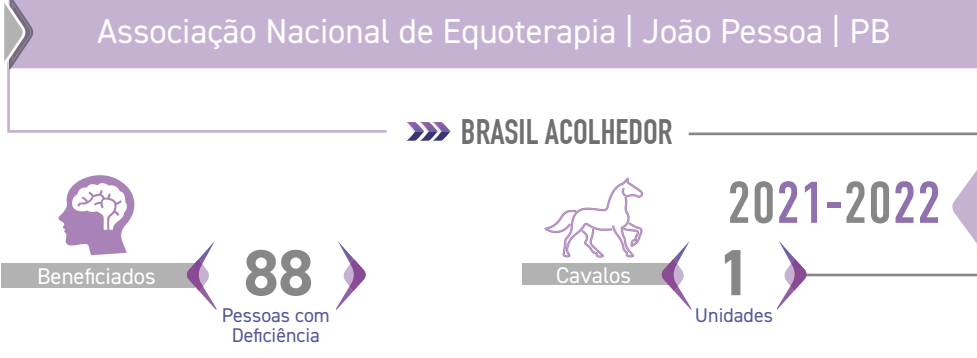 Associação Nacional de Equoterapia | João Pessoa | PB
BRASIL ACOLHEDOR
2021-2022
Beneficiados
88
Pessoas com
Deficiência
Cavalos
1
Unidades